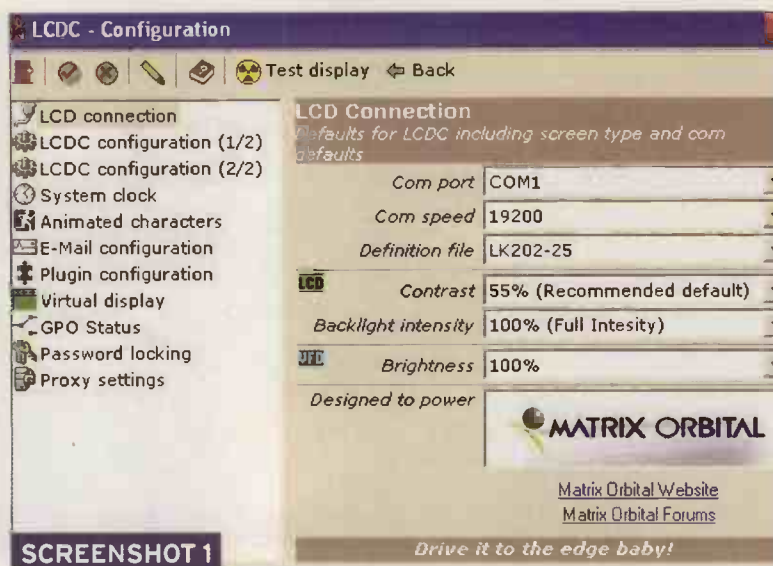 LCDC - Configuration
Test display Back
LCD connection
LCDC configuration (1/2)
LCDC configuration (2/2)
System clock
Animated characters
E-Mail configuration
Plugin configuration
Virtual display
GPO Status
Password locking
Proxy settings
LCD Connection
Defaults for LCDC including screen type and com
defaults
Com port COM1
Com speed 19200
Definition file LK202-25
LCD
Contrast 55% (Recommended default)
Backlight intensity 100% (Full Intesity)
VFD
Brightness 100%
Designed to power
MATRIX ORBITAL
Matrix Orbital Website
Matrix Orbital Forums
Drive it to the edge baby!
SCREENSHOT 1